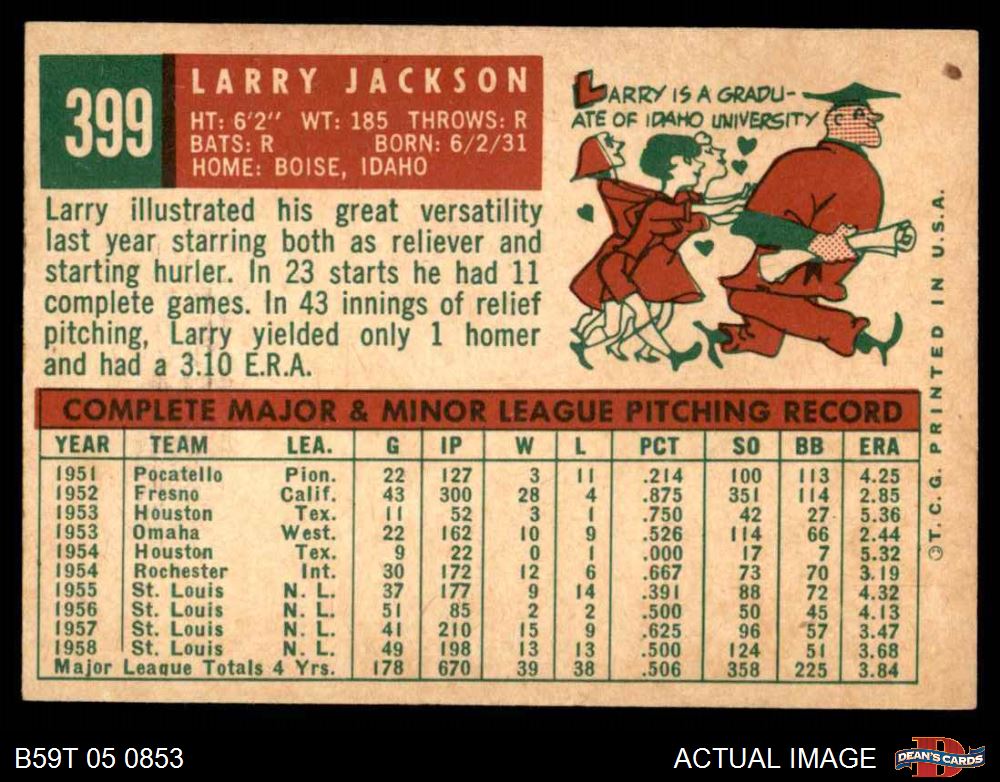 399
LARRY JACKSON
HT: 6'2" WT: 185 THROWS: R
BATS: R BORN: 6/2/31
HOME: BOISE, IDAHO
LARRY IS A GRADU-
ATE OF IDAHO UNIVERSITY
Larry illustrated his great versatility
last year starring both as reliever and
starting hurler. In 23 starts he had 11
complete games. In 43 innings of relief
pitching, Larry yielded only 1 homer
and had a 3.10 E.R.A.
COMPLETE MAJOR & MINOR LEAGUE PITCHING RECORD
YEAR TEAM LEA. G IP W L PCT SO BB ERA
1951 Pocatello Pion. 22 127 3 11 .214 100 113 4.25
1952 Fresno Calif. 43 300 28 4 .875 351 114 2.85
1953 Houston Tex. 11 52 3 1 .750 42 27 5.36
1953 Omaha West. 22 162 10 9 .526 114 66 2.44
1954 Houston Tex. 9 22 0 1 .000 17 7 5.32
1954 Rochester Int. 30 172 12 6 .667 73 70 3.19
1955 St. Louis N. L. 37 177 9 14 .391 88 72 4.32
1956 St. Louis N. L. 51 85 2 2 .500 50 45 4.13
1957 St. Louis N. L. 41 210 15 9 .625 96 57 3.47
1958 St. Louis N. L. 49 198 13 13 .500 124 51 3.68
Major League Totals 4 Yrs. 178 670 39 38 .506 358 225 3.84
©T. C. G. PRINTED IN U.S.A.
B59T 05 0853
ACTUAL IMAGE
D
DEAN'S CARDS